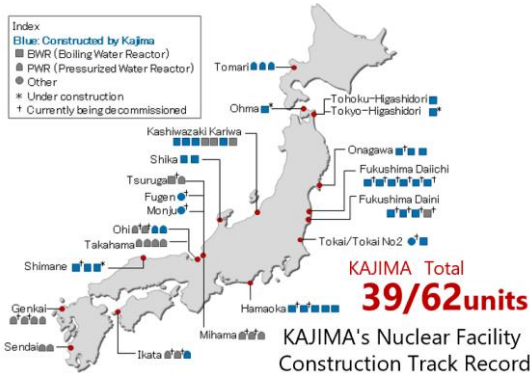 Index
Blue: Constructed by Kajima
BWR (Boiling Water Reactor)
PWR (Pressurized Water Reactor)
Other
* Under construction
† Currently being decommissioned
Tomari
Ohma *
Tohoku-Higashidori
Tokyo-Higashidori *
Kashiwazaki Kariwa
Shika
Onagawa †
Tsuruga †
Fukushima Daiichi
† † † † † †
Fugen †
Fukushima Daini
† † † †
Monju †
Ohi † †
Takahama
Tokai/Tokai No2 †
Shimane † *
KAJIMA Total
39/62units
Genkai
† †
Hamaoka † †
Mihama † †
KAJIMA's Nuclear Facility
Construction Track Record
Sendai
Ikata † †